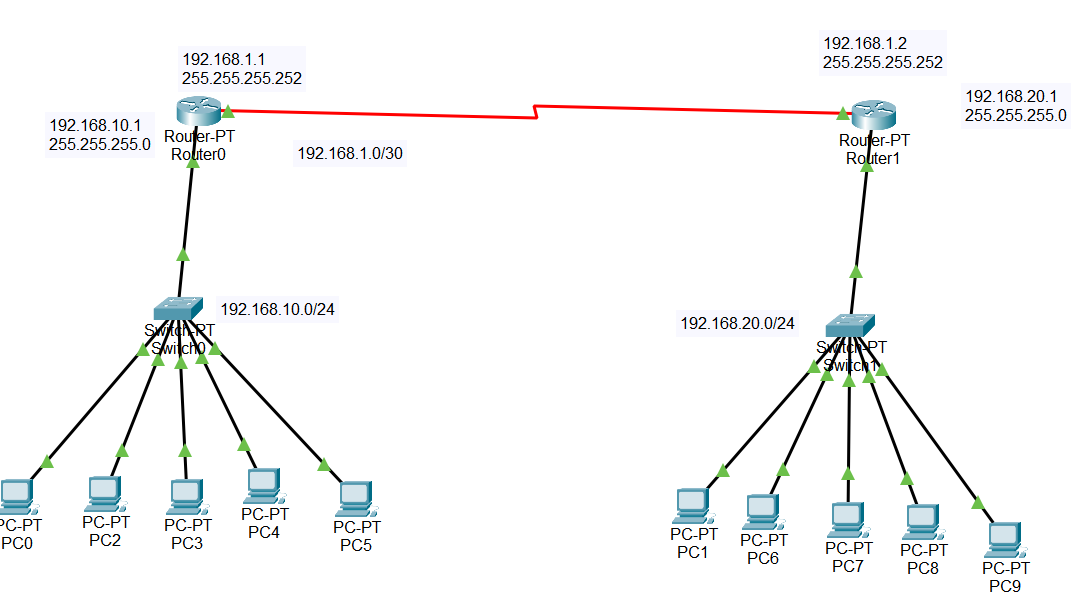 192.168.1.1
255.255.255.252
192.168.1.2
255.255.255.252
192.168.10.1
255.255.255.0
192.168.20.1
255.255.255.0
Router-PT
Router0
192.168.1.0/30
Router-PT
Router1
192.168.10.0/24
Switch-PT
Switch0
192.168.20.0/24
Switch-PT
Switch1
PC-PT
PC0
PC-PT
PC2
PC-PT
PC3
PC-PT
PC4
PC-PT
PC5
PC-PT
PC1
PC-PT
PC6
PC-PT
PC7
PC-PT
PC8
PC-PT
PC9